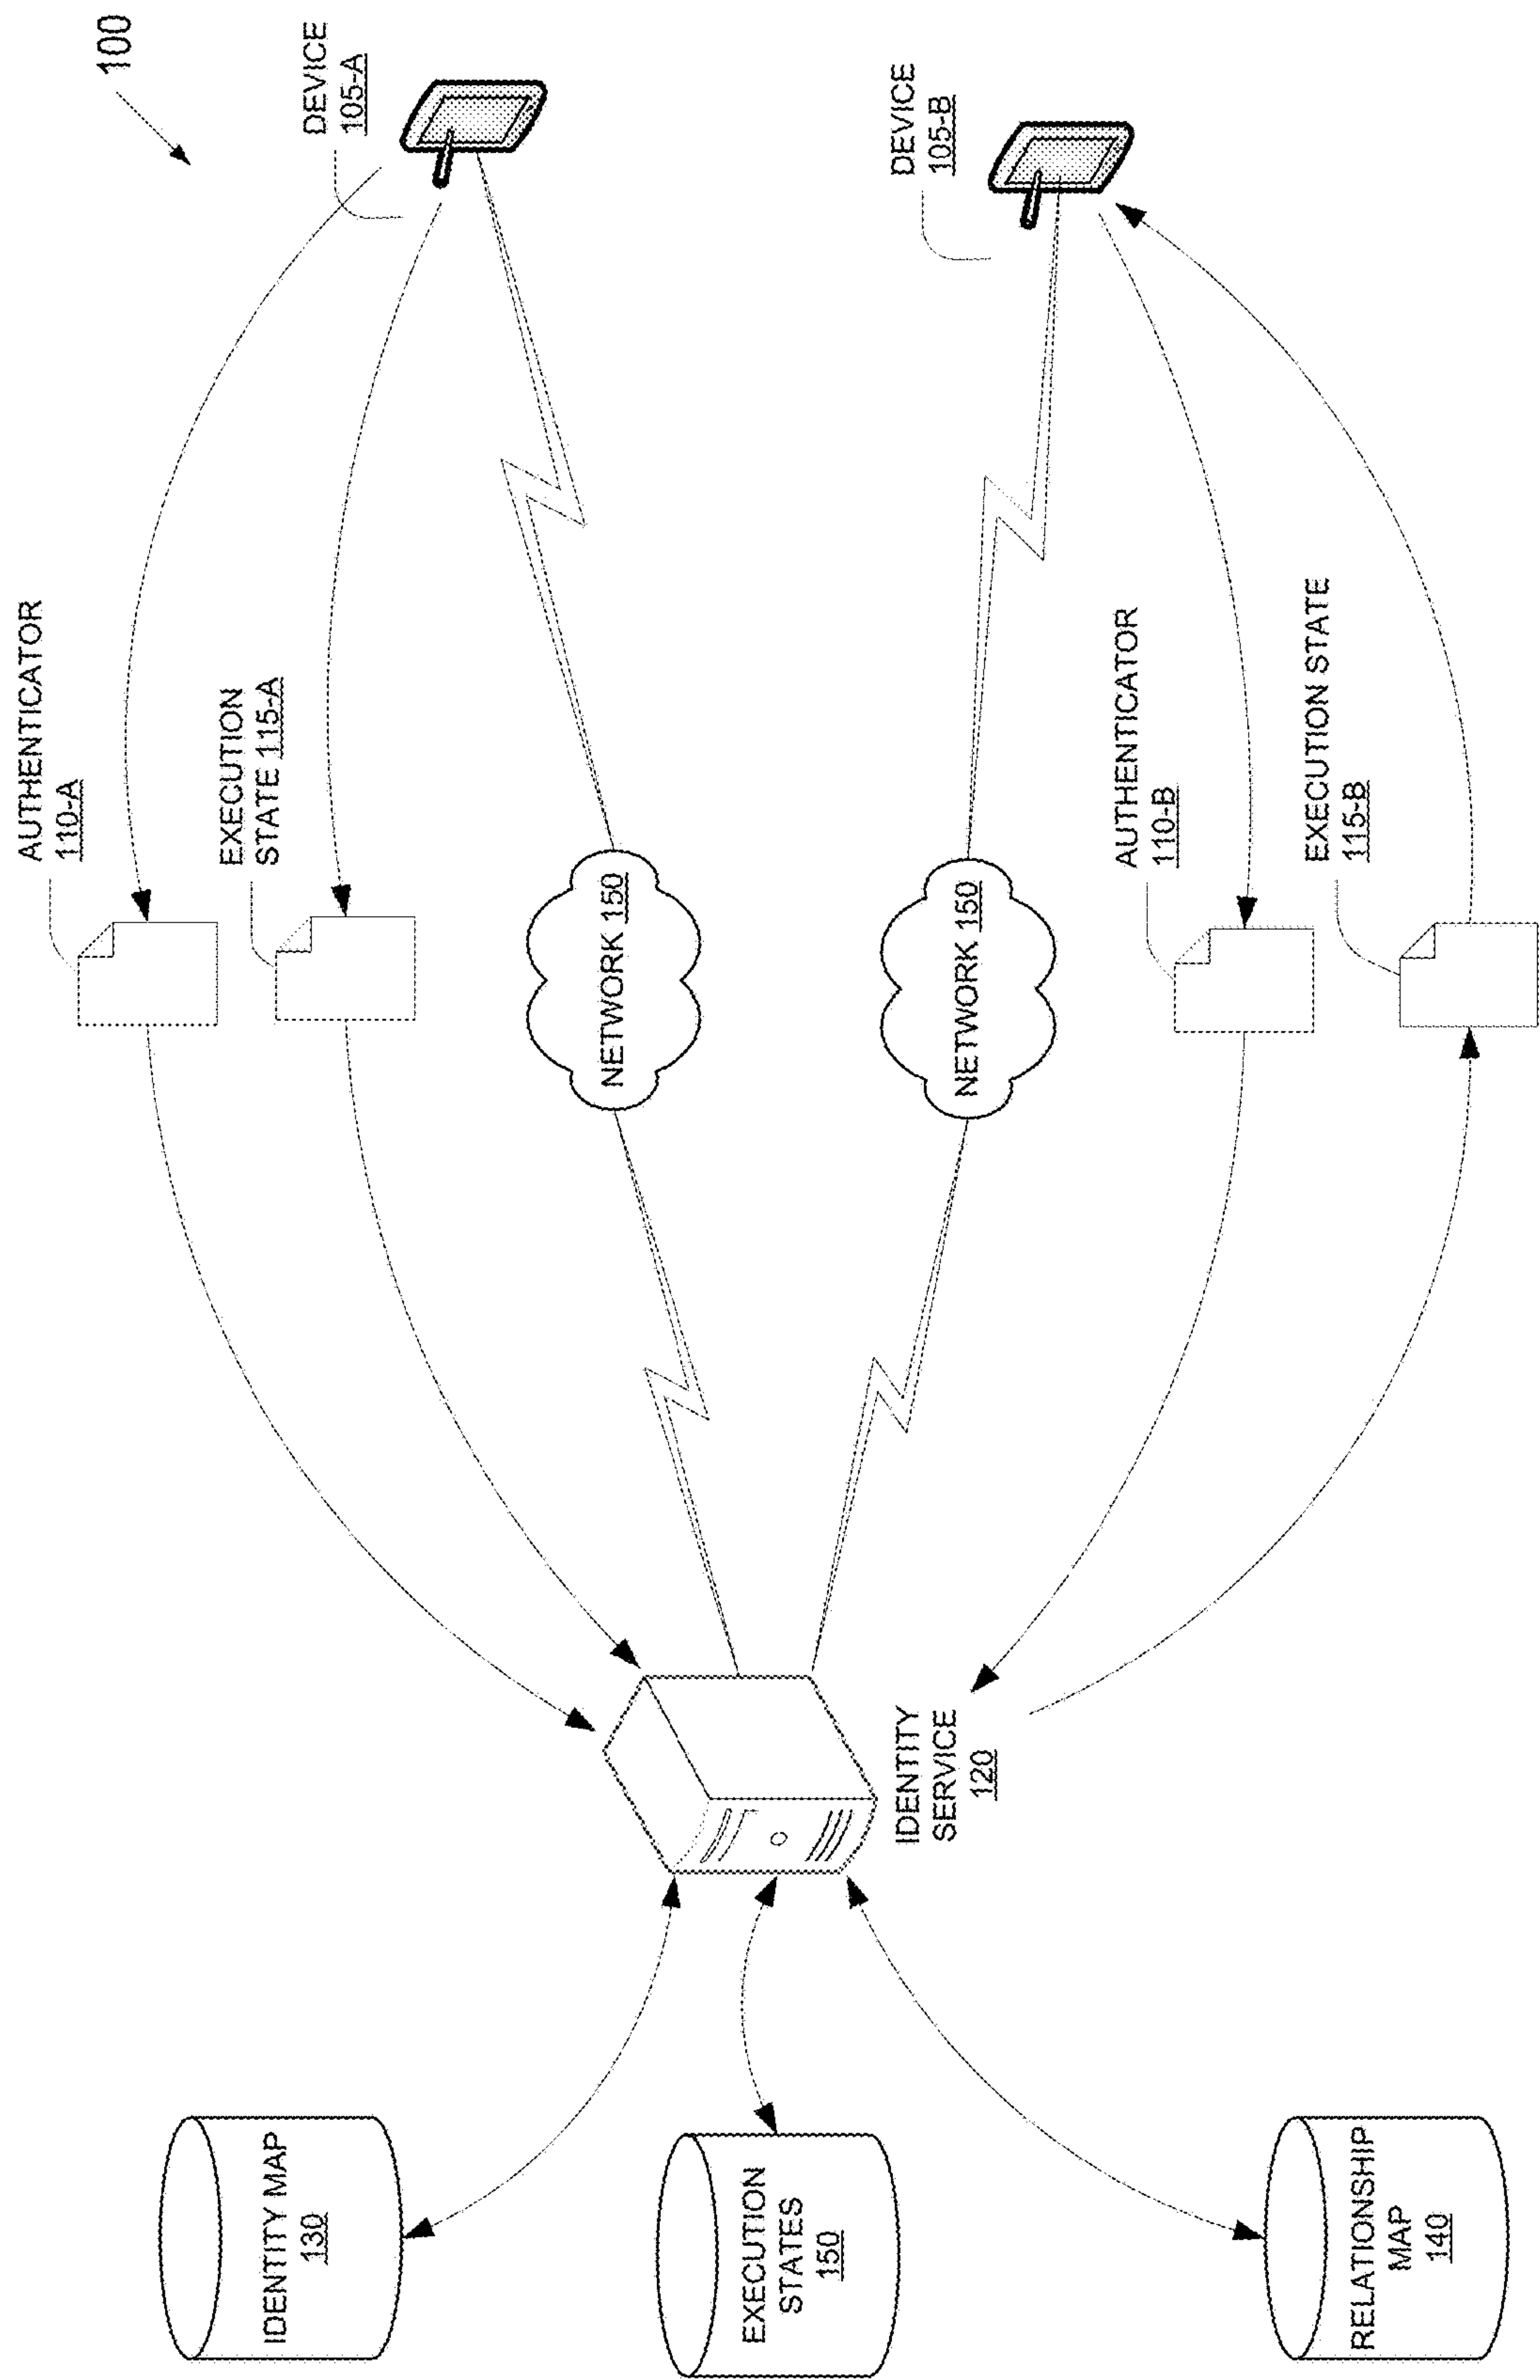 100
DEVICE
105-A
AUTHENTICATOR
110-A
EXECUTION
STATE 115-A
NETWORK 150
IDENTITY MAP
130
EXECUTION
STATES
150
IDENTITY
SERVICE
120
NETWORK 150
DEVICE
105-B
AUTHENTICATOR
110-B
EXECUTION STATE
115-B
RELATIONSHIP
MAP
140